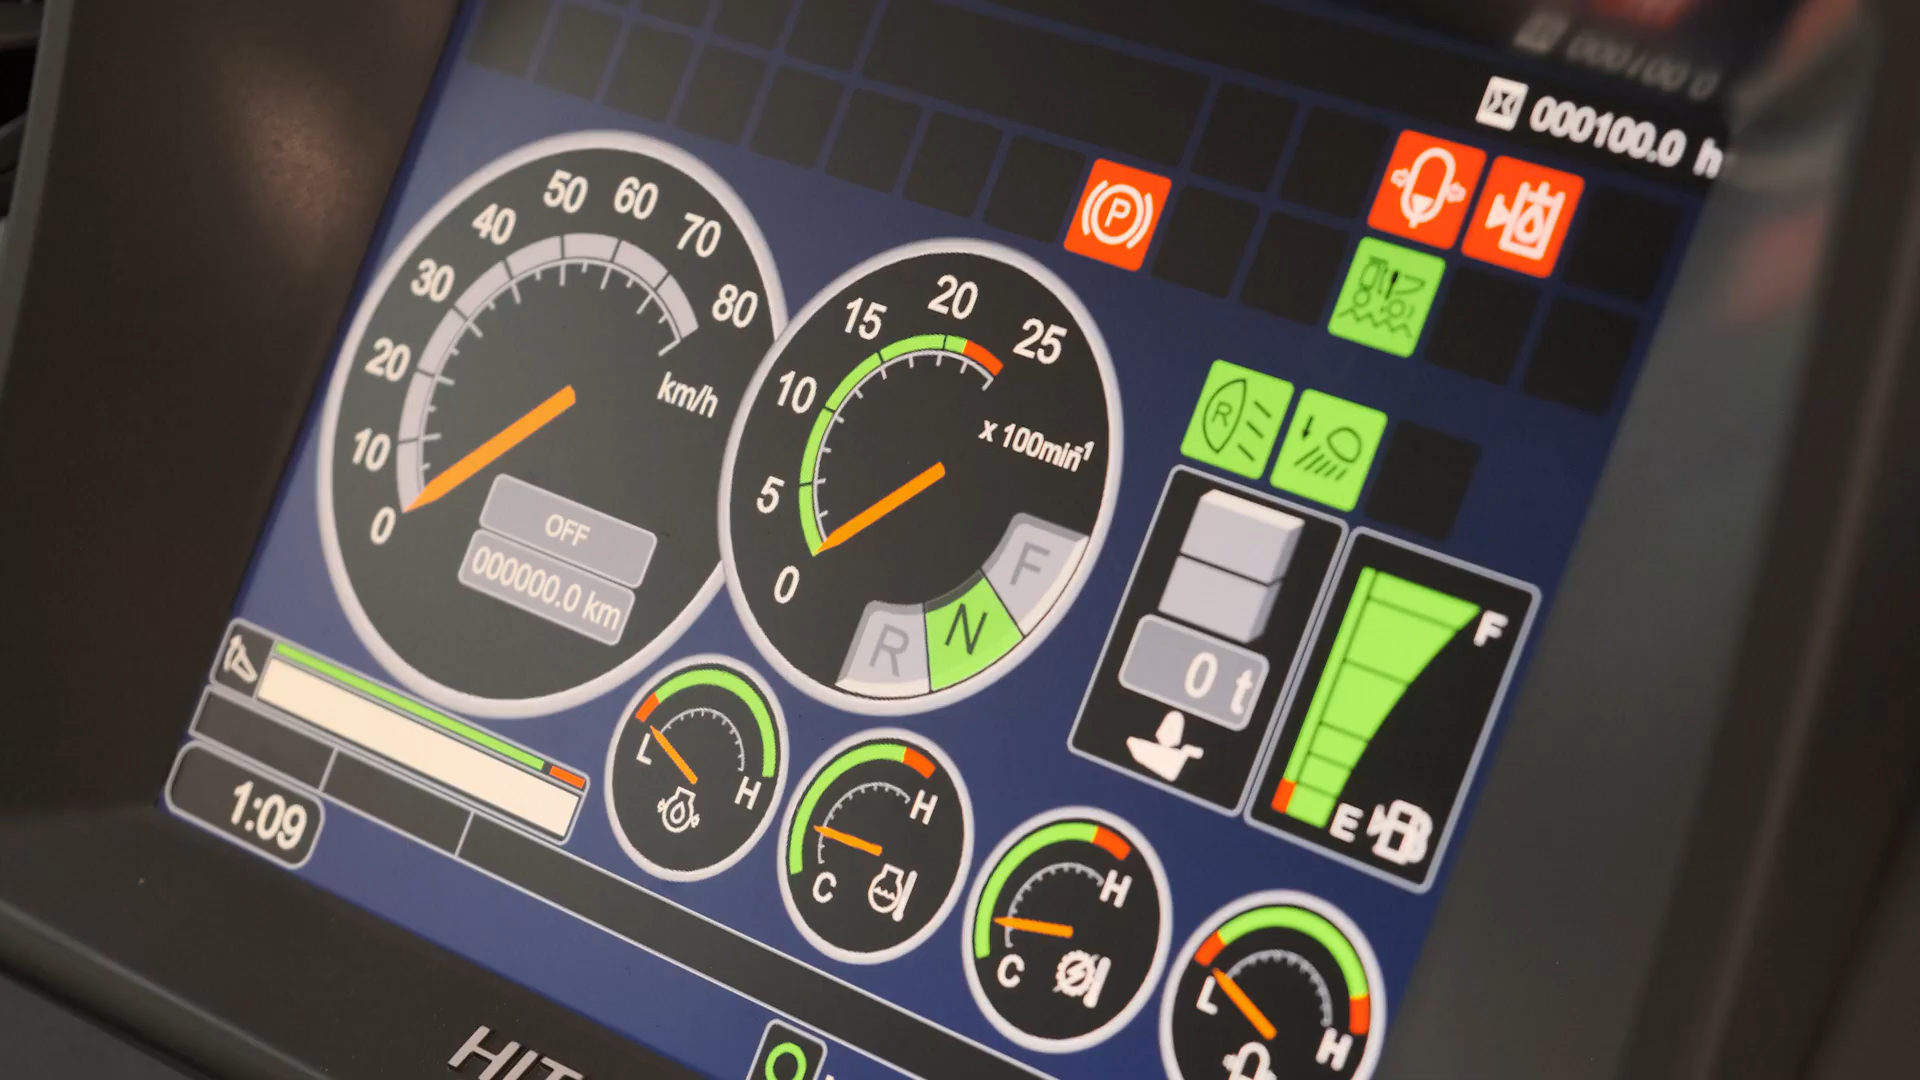 000100.0 h
P
50 60
40 70
30 80
20
10
0
km/h
OFF
000000.0 km
20
15 25
10
5
0
x 100min-1
F
N
R
R
0 t
F
E
L H
C H
C H
L H
1:09
HIT